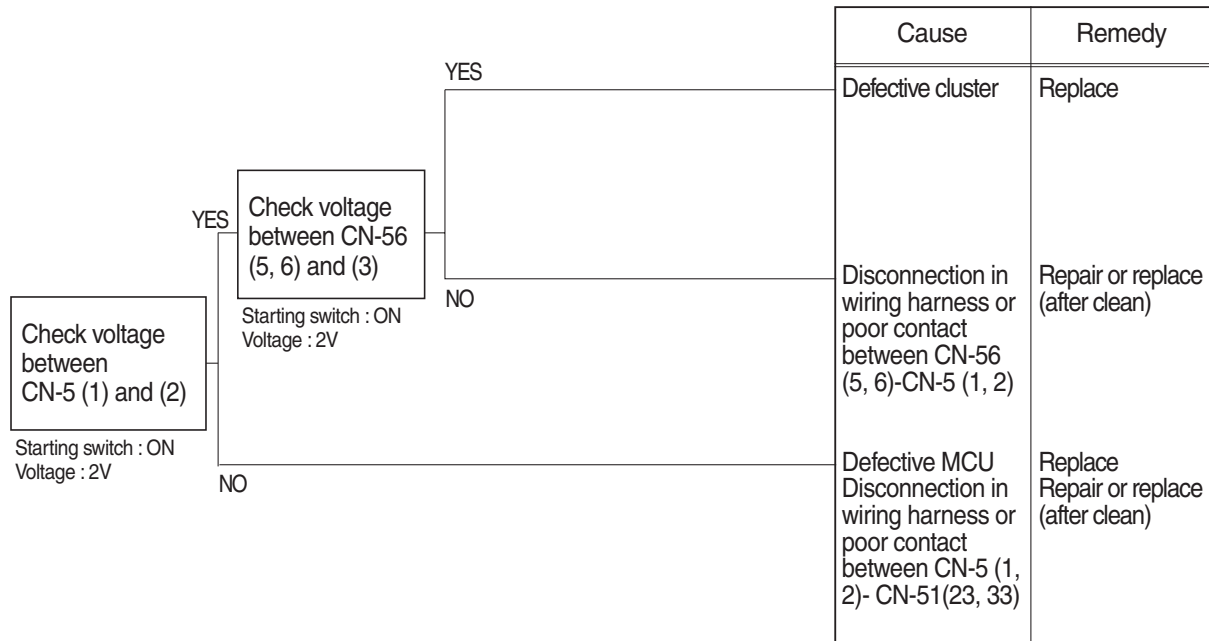 Cause
Remedy
YES
Defective cluster
Replace
YES
Check voltage
between CN-56
(5, 6) and (3)
Starting switch : ON
Voltage : 2V
NO
Disconnection in
wiring harness or
poor contact
between CN-56
(5, 6)-CN-5 (1, 2)
Repair or replace
(after clean)
Check voltage
between
CN-5 (1) and (2)
Starting switch : ON
Voltage : 2V
NO
Defective MCU
Disconnection in
wiring harness or
poor contact
between CN-5 (1,
2)- CN-51(23, 33)
Replace
Repair or replace
(after clean)